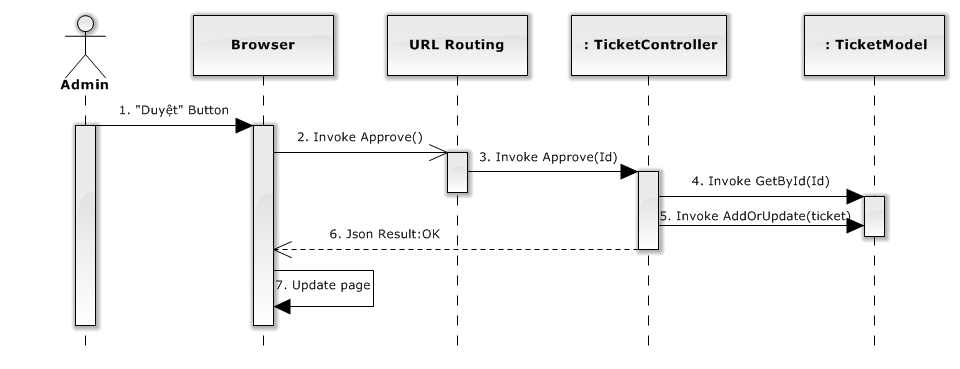 Browser
URL Routing
: TicketController
: TicketModel
Admin
1. "Duyệt" Button
2. Invoke Approve()
3. Invoke Approve(Id)
4. Invoke GetById(Id)
5. Invoke AddOrUpdate(ticket)
6. Json Result:OK
7. Update page